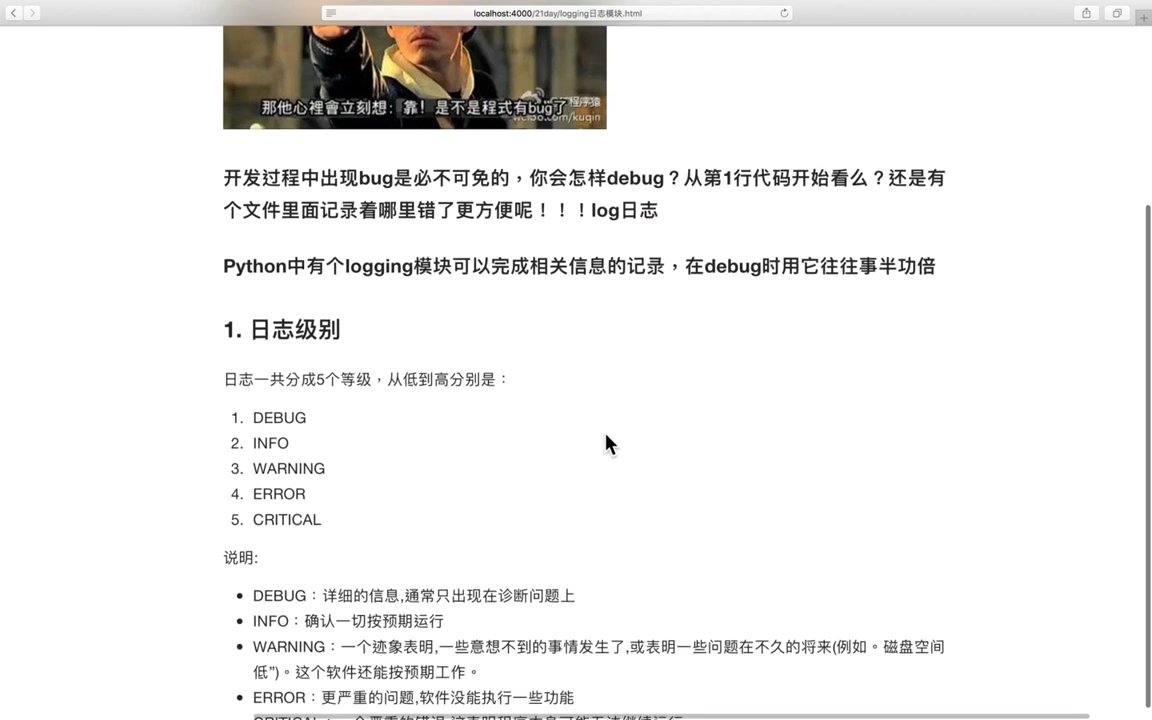 localhost:4000/21day/logging日志模块.html
那他心裡會立刻想：靠！是不是程式有bug了
程序猿
weibo.com/kuqin
开发过程中出现bug是必不可免的，你会怎样debug？从第1行代码开始看么？还是有
个文件里面记录着哪里错了更方便呢！！！log日志
Python中有个logging模块可以完成相关信息的记录，在debug时用它往往事半功倍
1. 日志级别
日志一共分成5个等级，从低到高分别是：
1. DEBUG
2. INFO
3. WARNING
4. ERROR
5. CRITICAL
说明:
• DEBUG：详细的信息,通常只出现在诊断问题上
• INFO：确认一切按预期运行
• WARNING：一个迹象表明,一些意想不到的事情发生了,或表明一些问题在不久的将来(例如。磁盘空间
低”)。这个软件还能按预期工作。
• ERROR：更严重的问题,软件没能执行一些功能